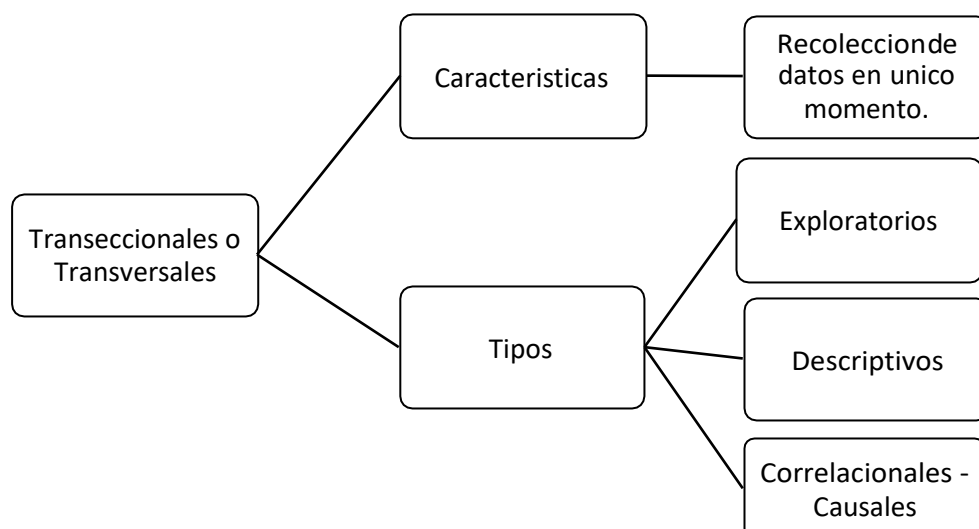 Transeccionales o
Transversales
Caracteristicas
Recoleccionde
datos en unico
momento.
Tipos
Exploratorios
Descriptivos
Correlacionales -
Causales